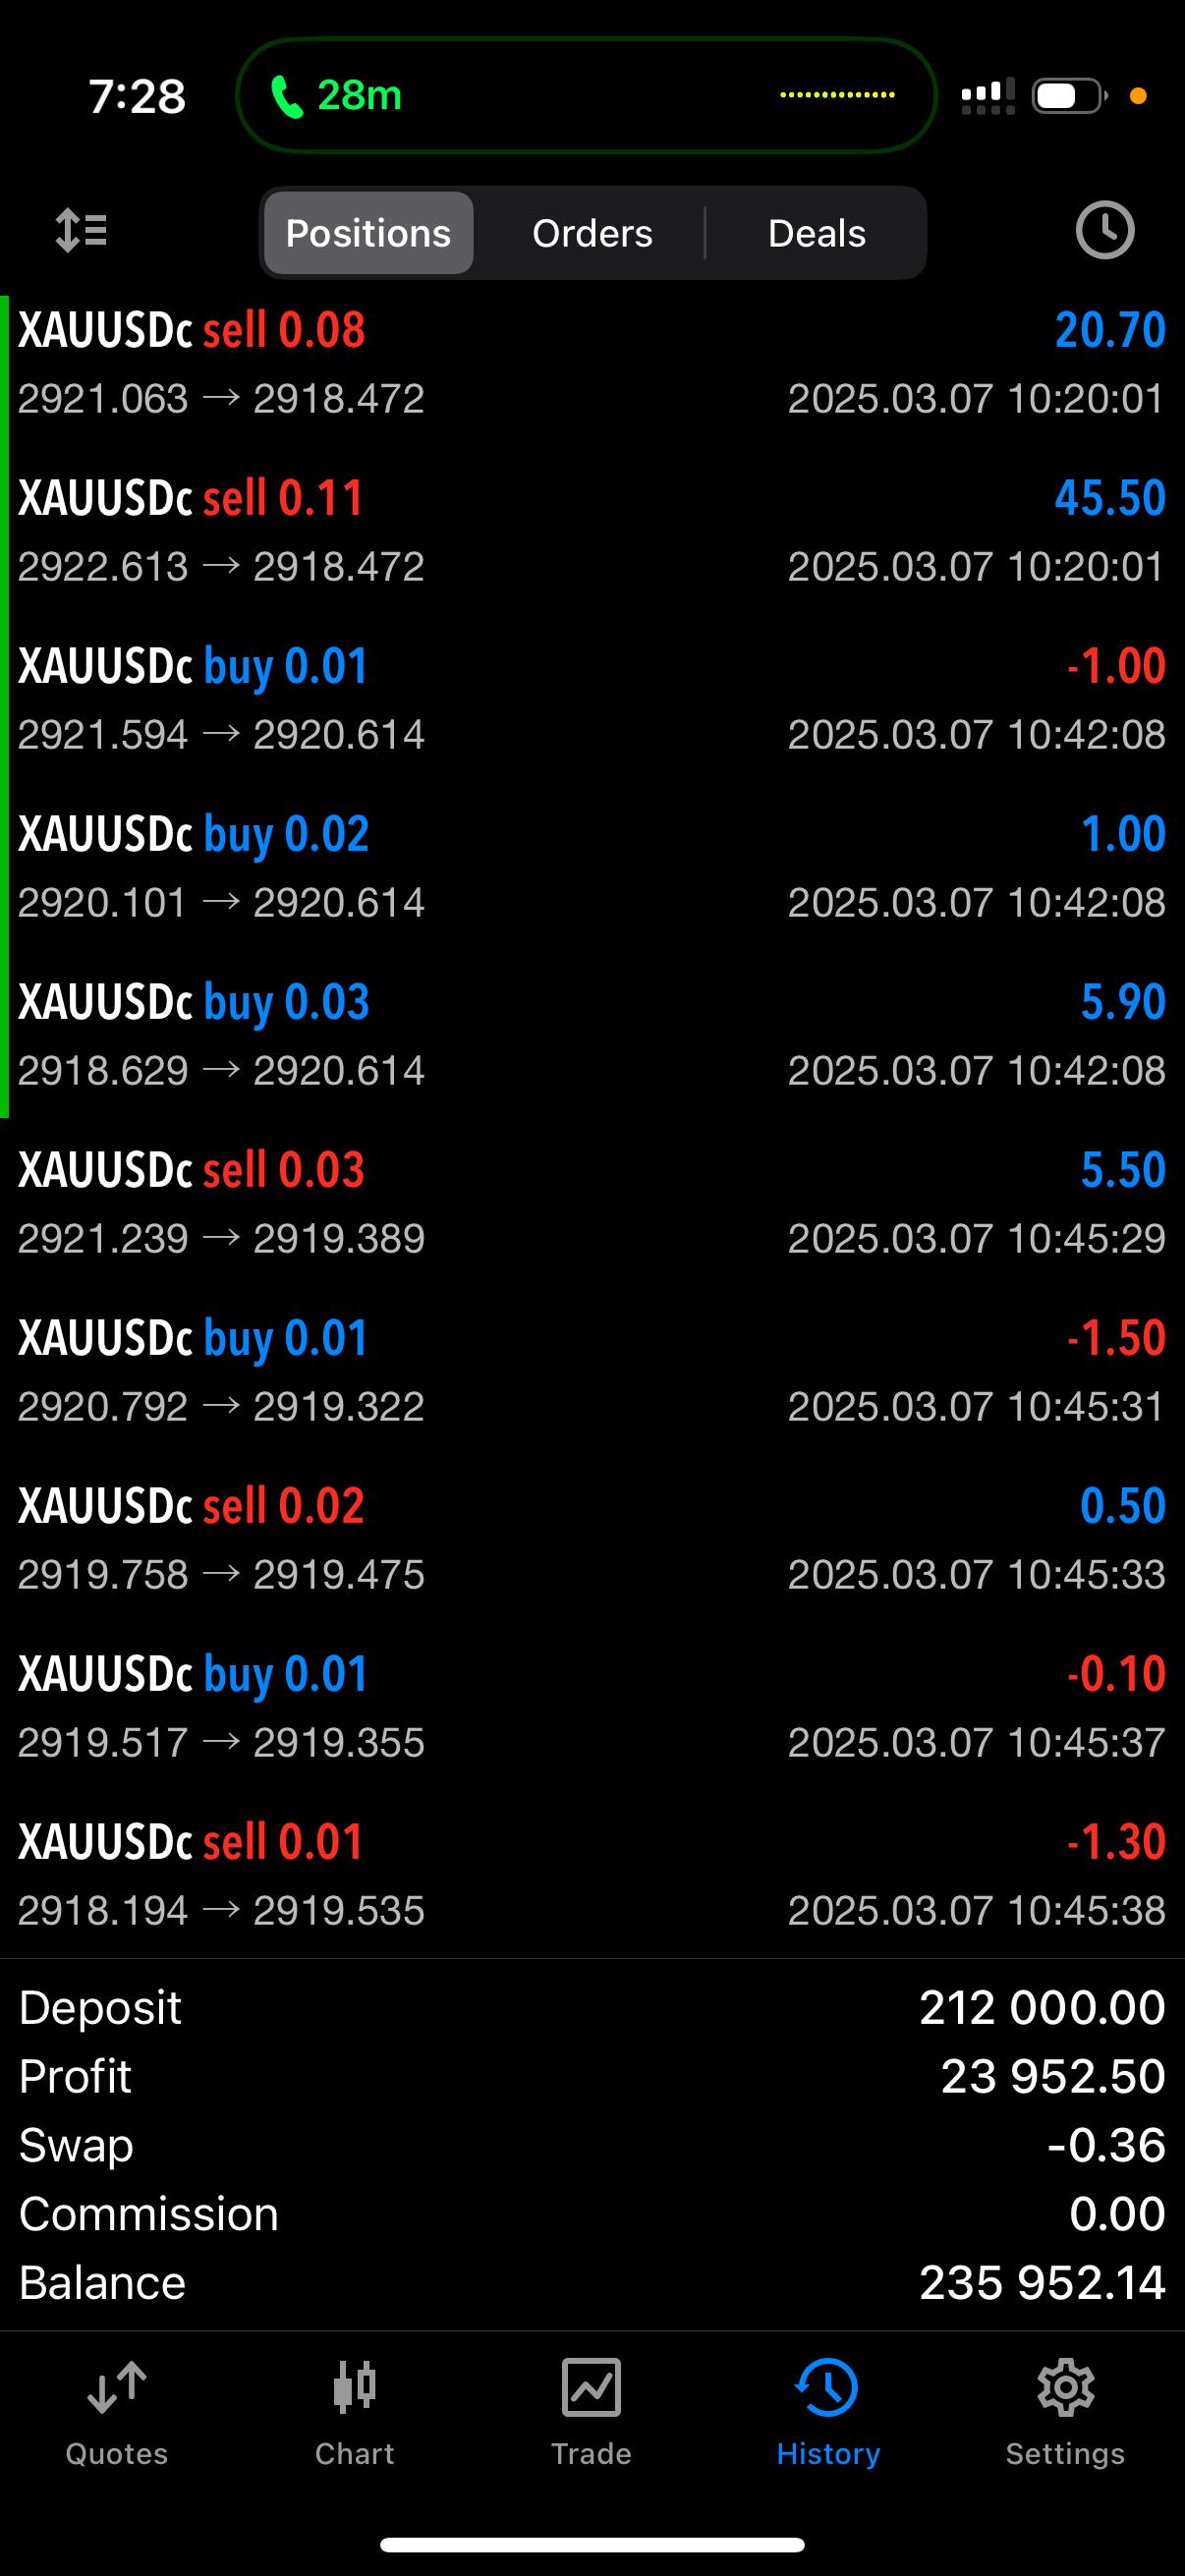 7:28 28m
Positions Orders Deals
XAUUSDc sell 0.08 20.70
2921.063 → 2918.472 2025.03.07 10:20:01
XAUUSDc sell 0.11 45.50
2922.613 → 2918.472 2025.03.07 10:20:01
XAUUSDc buy 0.01 -1.00
2921.594 → 2920.614 2025.03.07 10:42:08
XAUUSDc buy 0.02 1.00
2920.101 → 2920.614 2025.03.07 10:42:08
XAUUSDc buy 0.03 5.90
2918.629 → 2920.614 2025.03.07 10:42:08
XAUUSDc sell 0.03 5.50
2921.239 → 2919.389 2025.03.07 10:45:29
XAUUSDc buy 0.01 -1.50
2920.792 → 2919.322 2025.03.07 10:45:31
XAUUSDc sell 0.02 0.50
2919.758 → 2919.475 2025.03.07 10:45:33
XAUUSDc buy 0.01 -0.10
2919.517 → 2919.355 2025.03.07 10:45:37
XAUUSDc sell 0.01 -1.30
2918.194 → 2919.535 2025.03.07 10:45:38
Deposit 212 000.00
Profit 23 952.50
Swap -0.36
Commission 0.00
Balance 235 952.14
Quotes Chart Trade History Settings